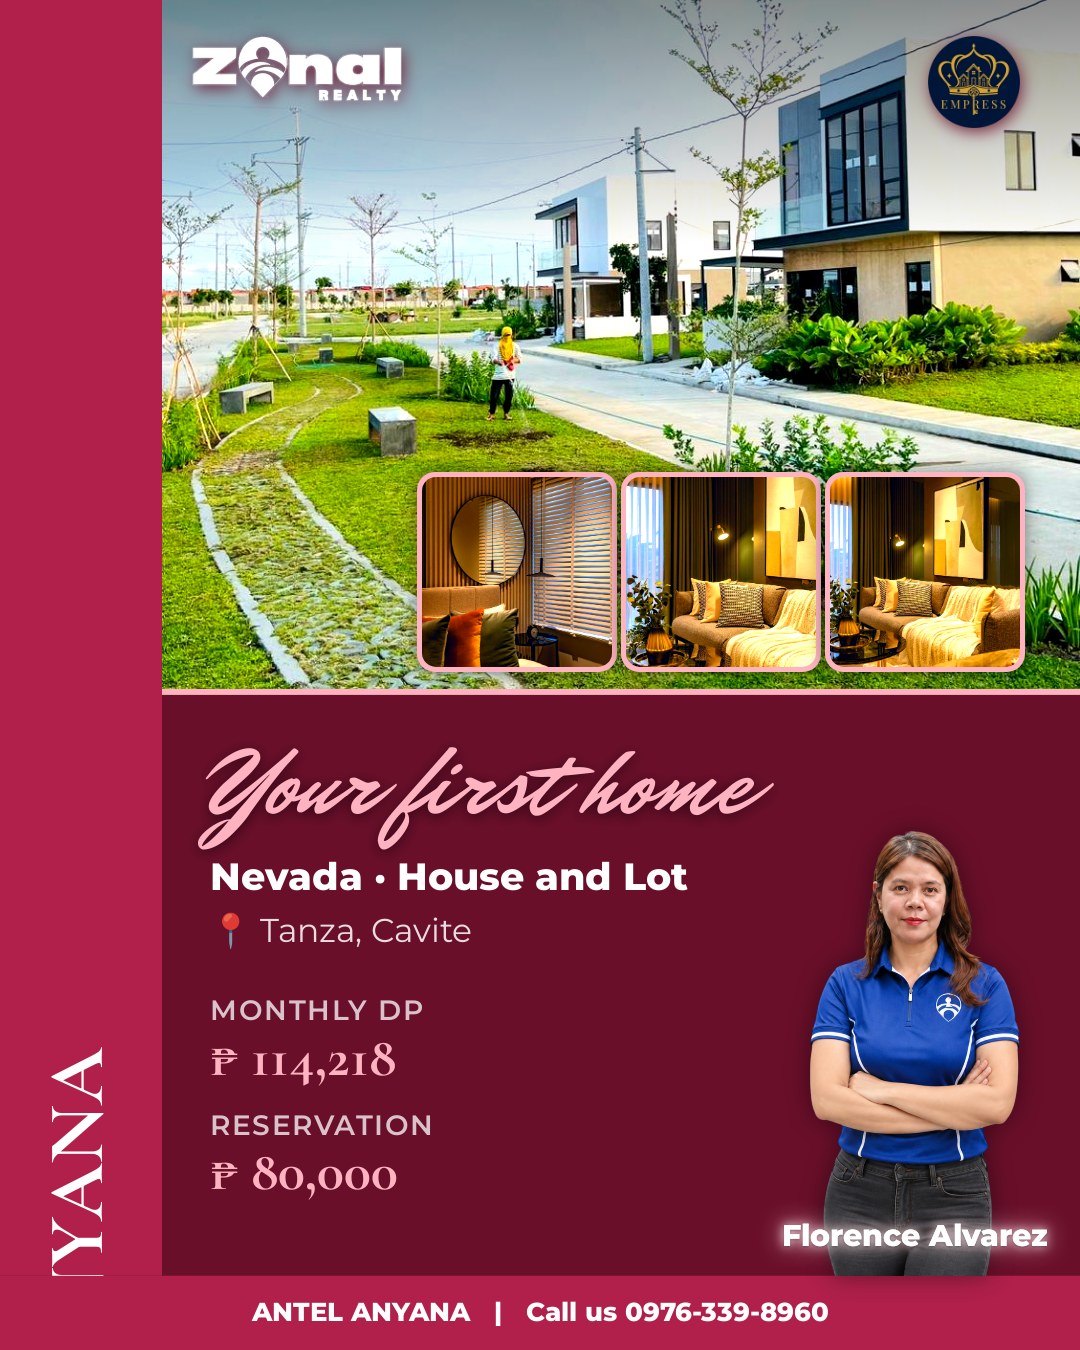 Zonal
REALTY
EMPRESS
Your first home
Nevada • House and Lot
📍 Tanza, Cavite
MONTHLY DP
₱ 114,218
RESERVATION
₱ 80,000
YANA
Florence Alvarez
ANTEL ANYANA | Call us 0976-339-8960